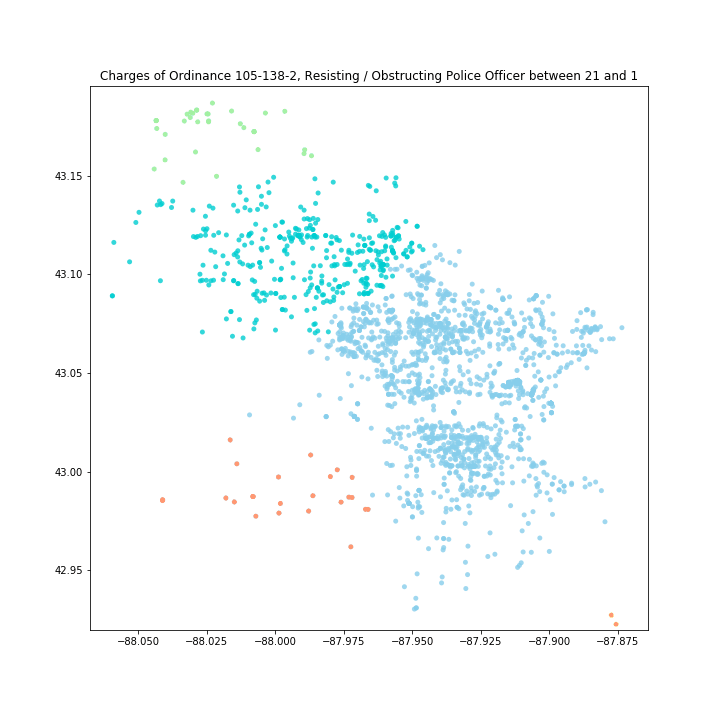 Charges of Ordinance 105-138-2, Resisting / Obstructing Police Officer between 21 and 1
43.15
43.10
43.05
43.00
42.95
−88.050 −88.025 −88.000 −87.975 −87.950 −87.925 −87.900 −87.875